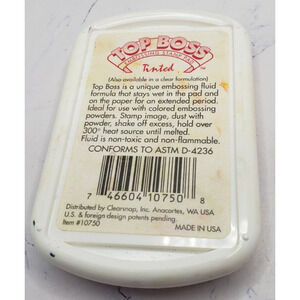 TOP BOSS
EMBOSSING STAMP PAD
Tinted
(Also available in a clear formulation)
Top Boss is a unique embossing fluid
formula that stays wet in the pad and
on the paper for an extended period.
Ideal for use with colored embossing
powders. Stamp image, dust with
powder, shake off excess, hold over
300° heat source until melted.
Fluid is non-toxic and non-flammable.
CONFORMS TO ASTM D-4236
7 46604 10750 8
Distributed by Clearsnap, Inc. Anacortes, WA USA
U.S. & foreign design patents pending.
Item #10750
MADE IN USA